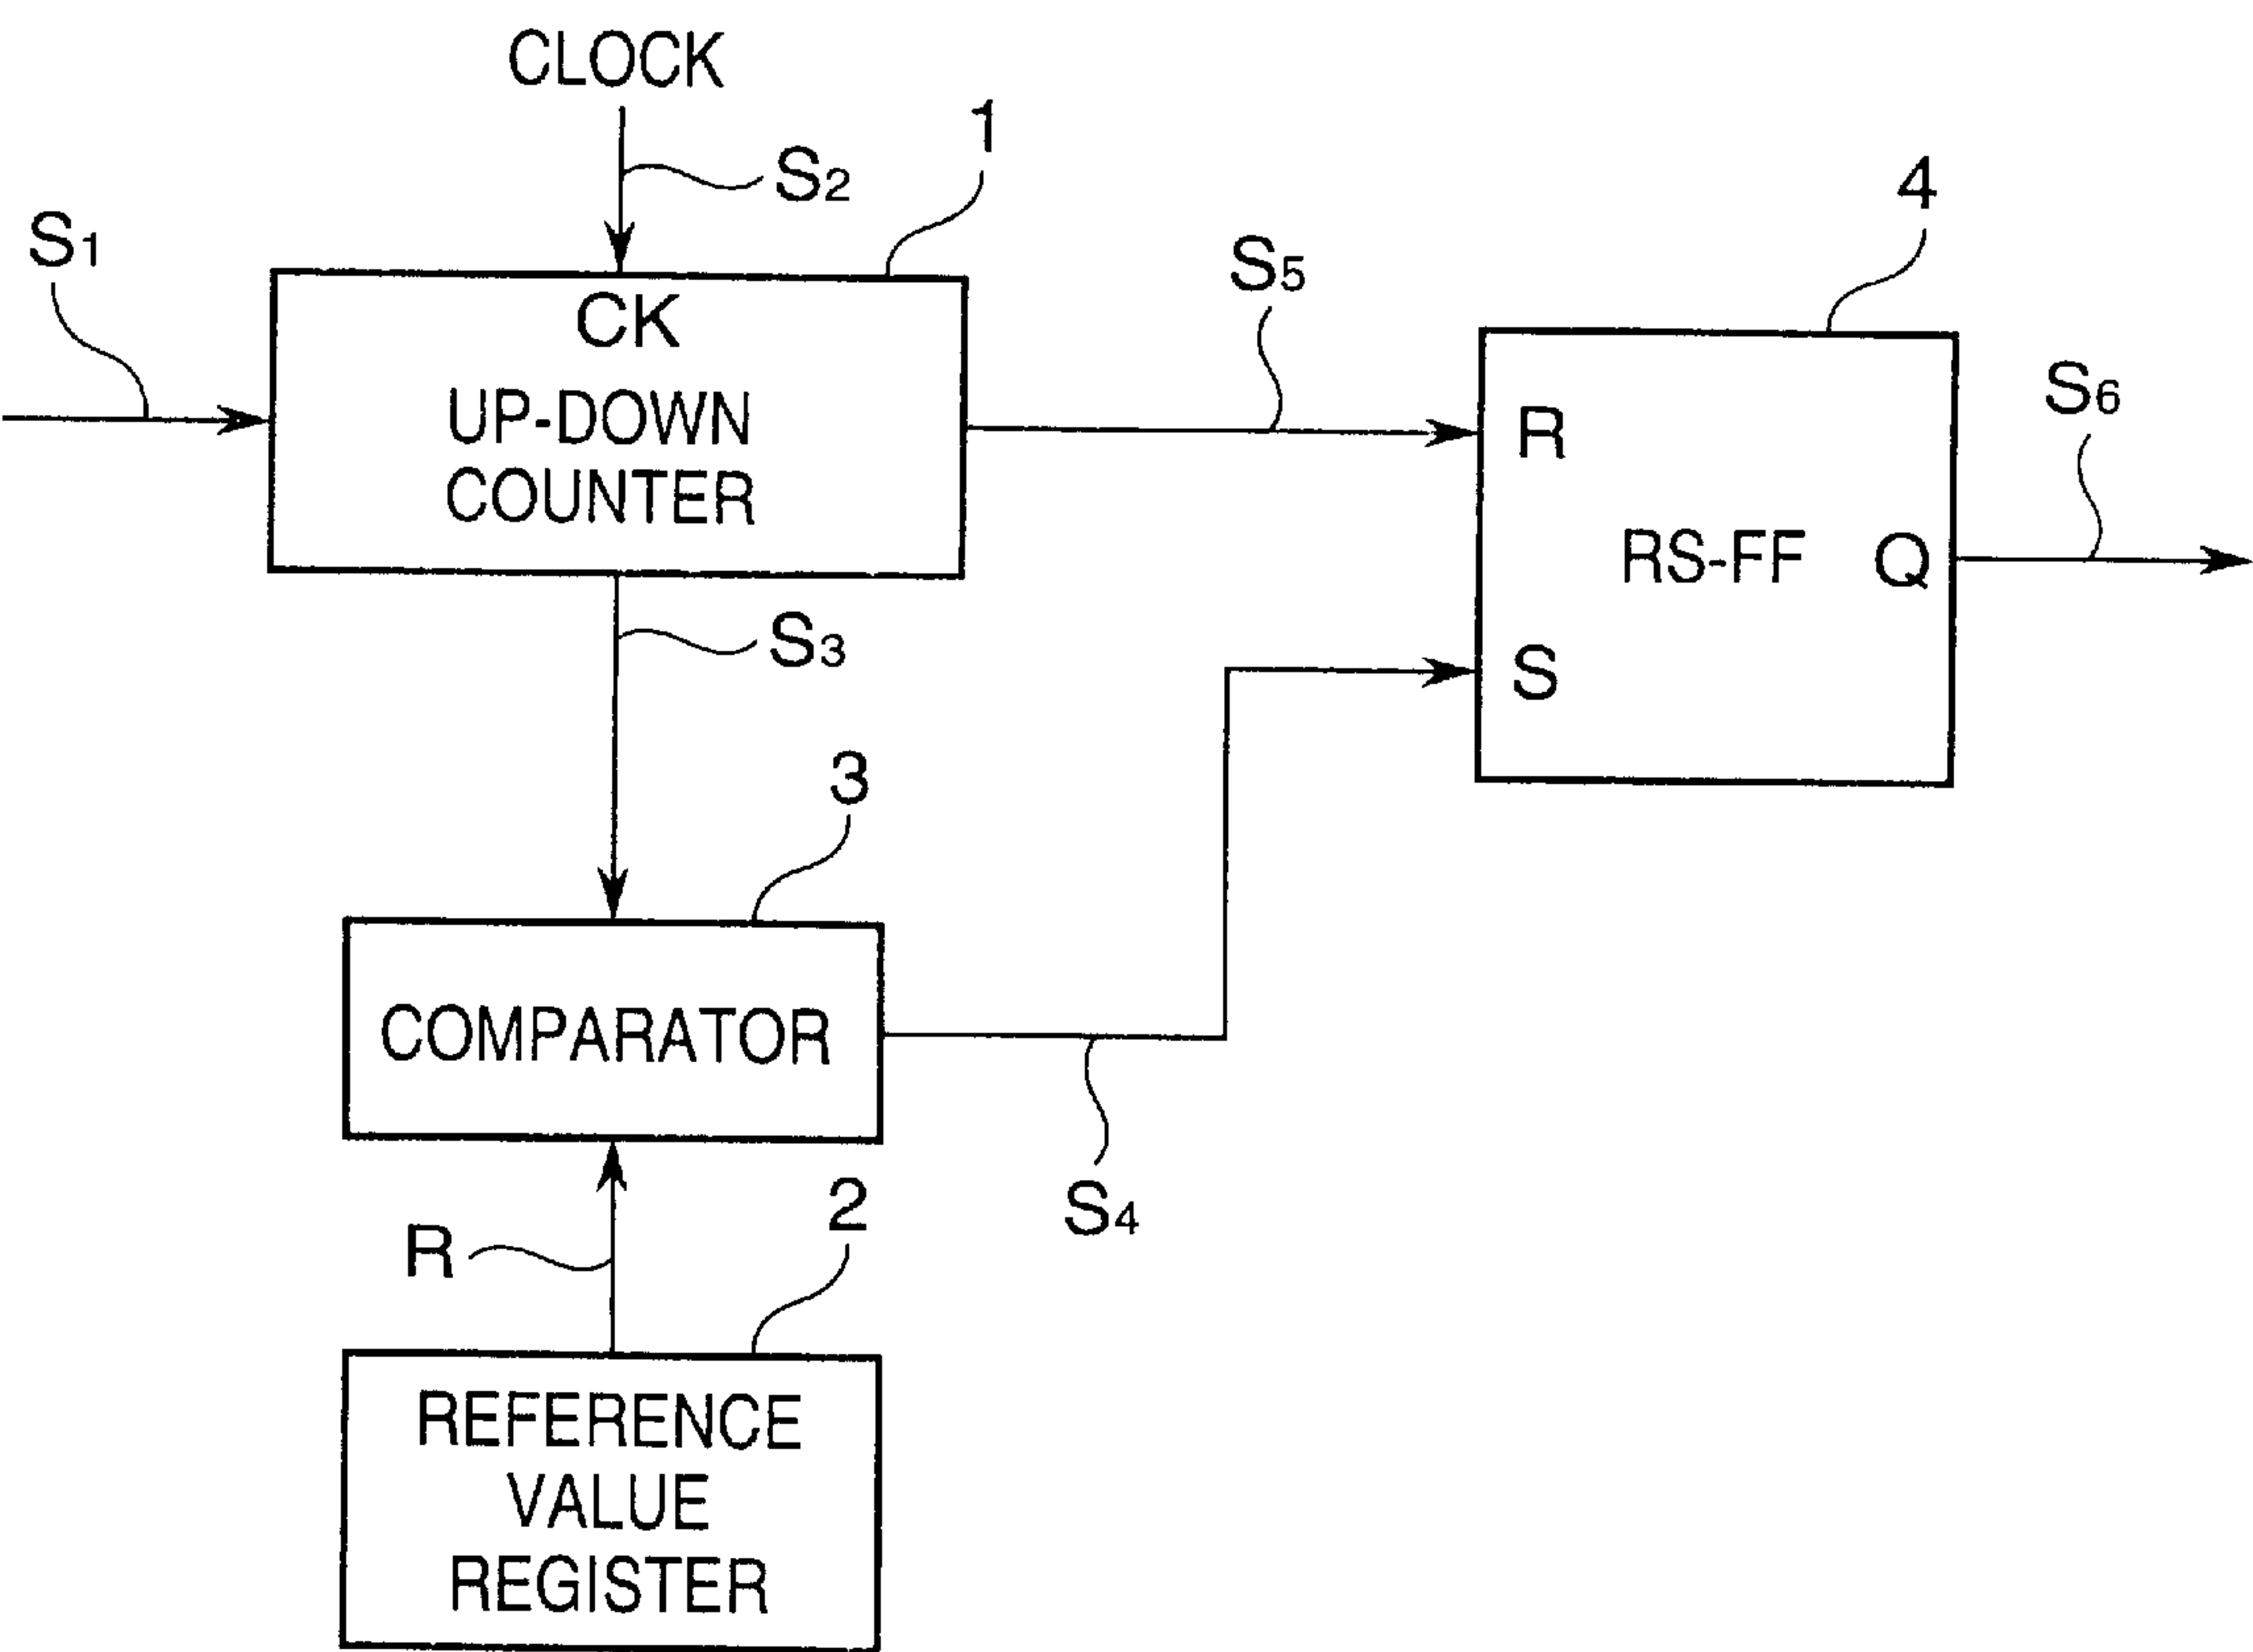 CLOCK
1
S2
4
S1
S5
CK
UP-DOWN
COUNTER
S6
R
RS-FF
Q
S
S3
3
COMPARATOR
2
S4
R
REFERENCE
VALUE
REGISTER